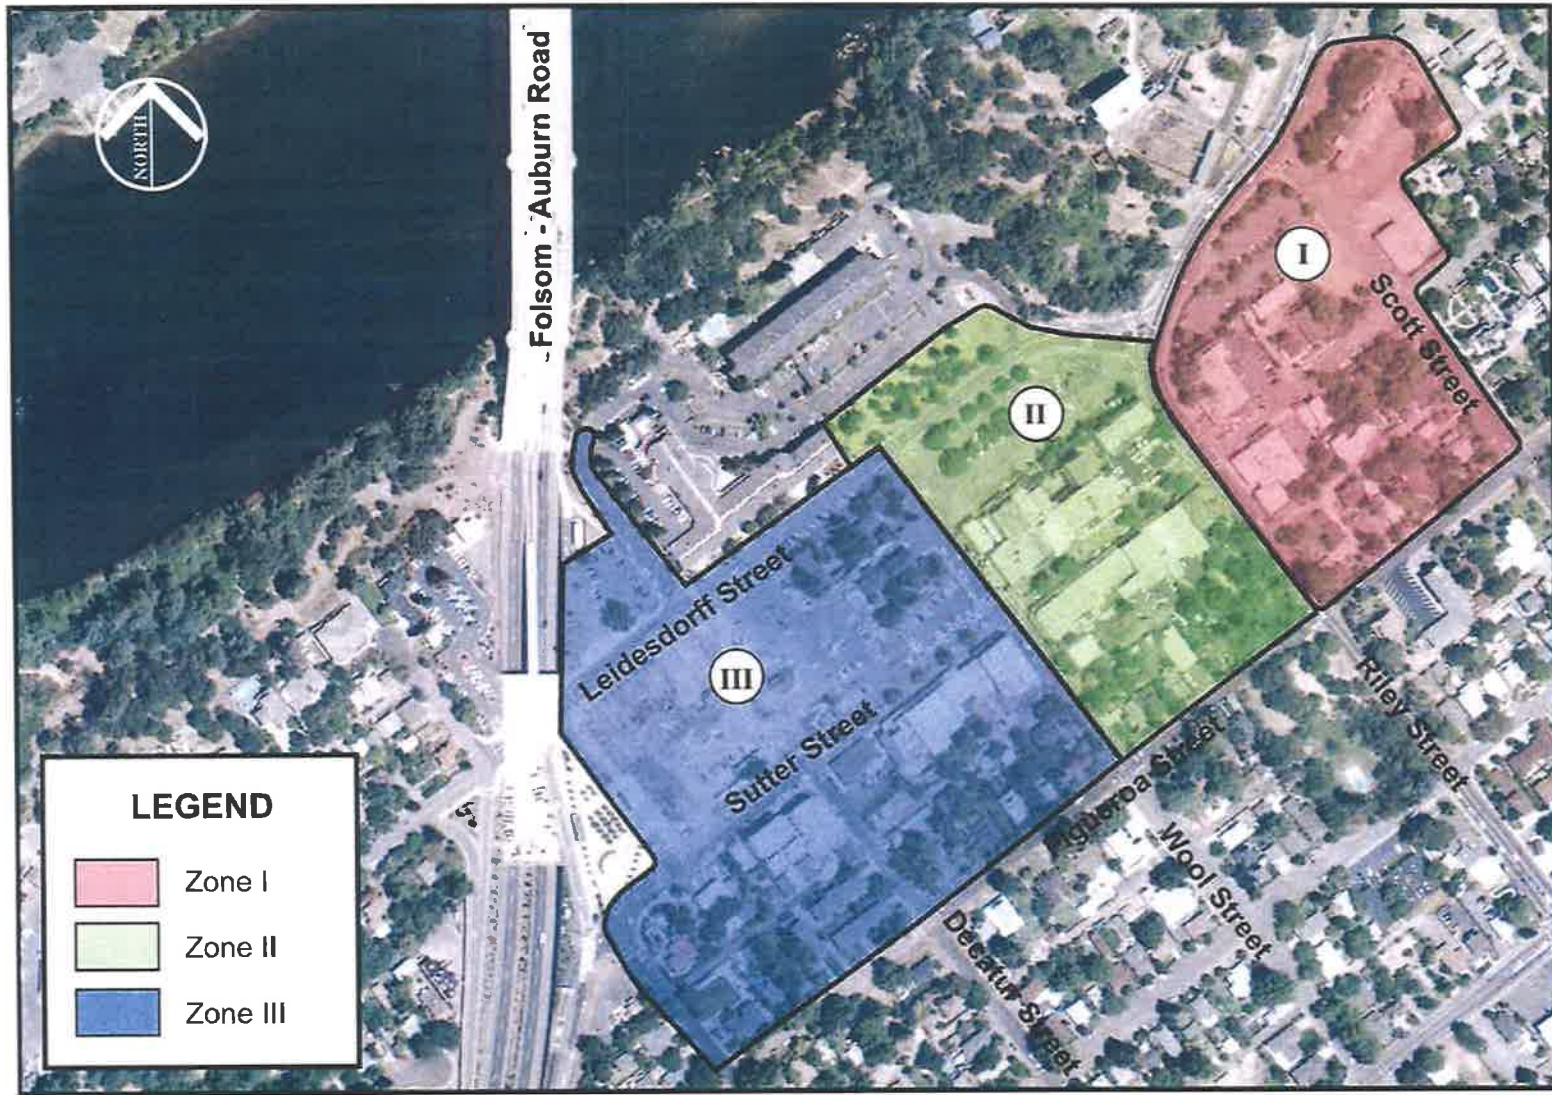 NORTH
Folsom - Auburn Road
I
Scott Street
II
Leidesdorff Street
III
Sutter Street
Figueroa Street
Riley Street
Wool Street
Decatur Street
LEGEND
Zone I
Zone II
Zone III